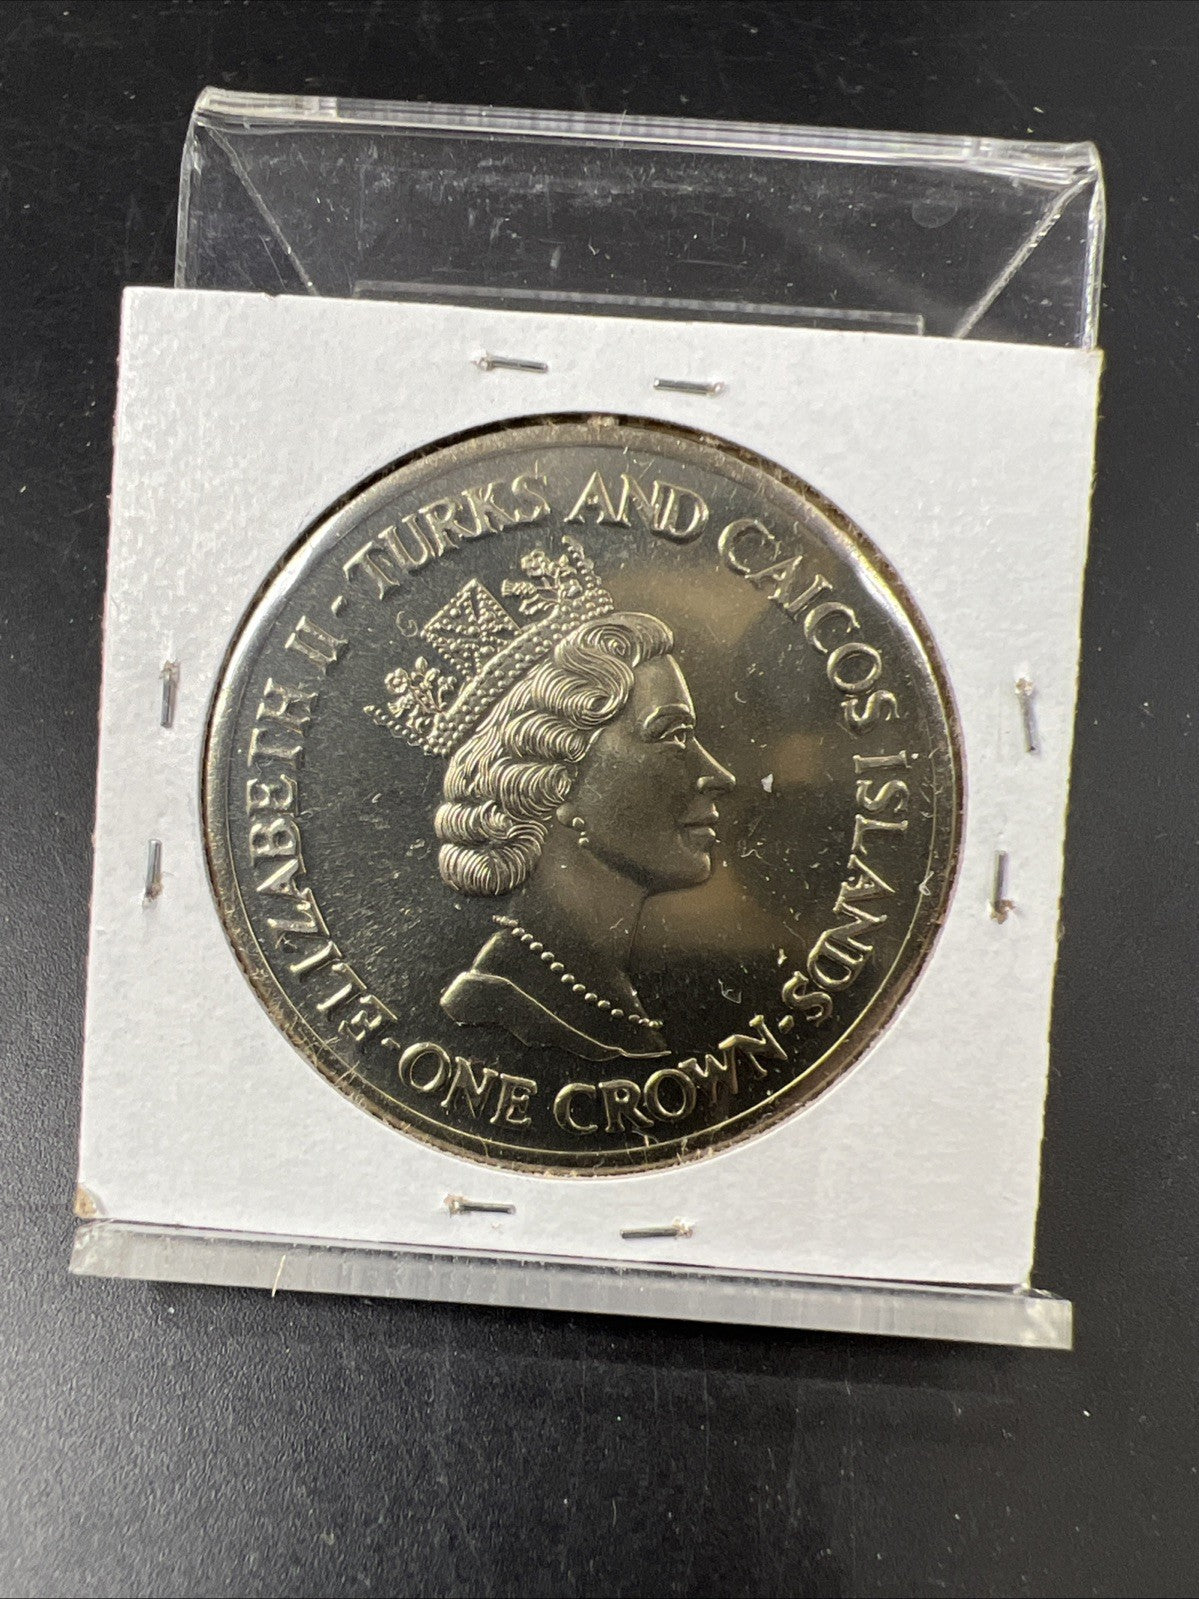 ELIZABETH II - TURKS AND CAICOS ISLANDS -
ONE CROWN -